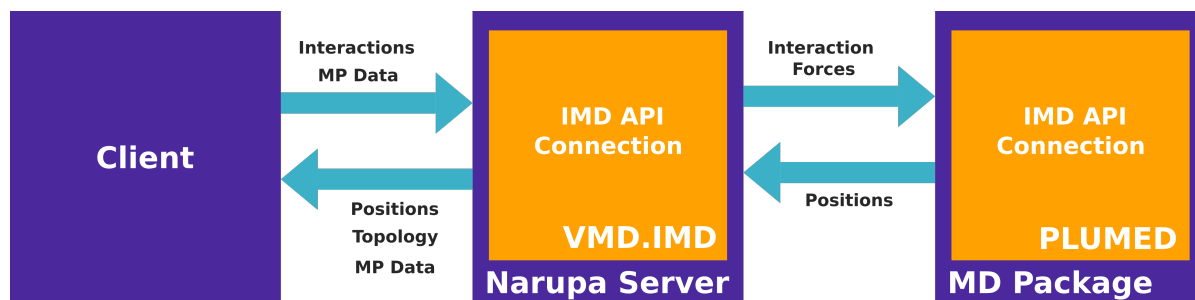 Client
Interactions
MP Data
Positions
Topology
MP Data
IMD API
Connection
VMD.IMD
Narupa Server
Interaction
Forces
Positions
IMD API
Connection
PLUMED
MD Package